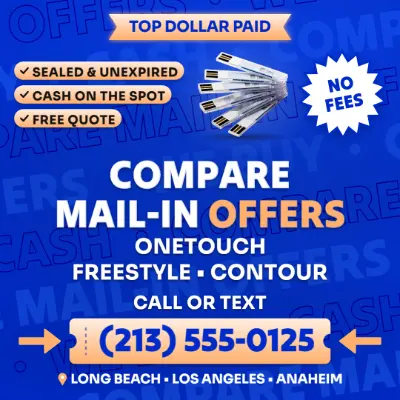 TOP DOLLAR PAID
SEALED & UNEXPIRED
CASH ON THE SPOT
FREE QUOTE
NO
FEES
COMPARE
MAIL-IN OFFERS
ONETOUCH
FREESTYLE • CONTOUR
CALL OR TEXT
(213) 555-0125
LONG BEACH • LOS ANGELES • ANAHEIM